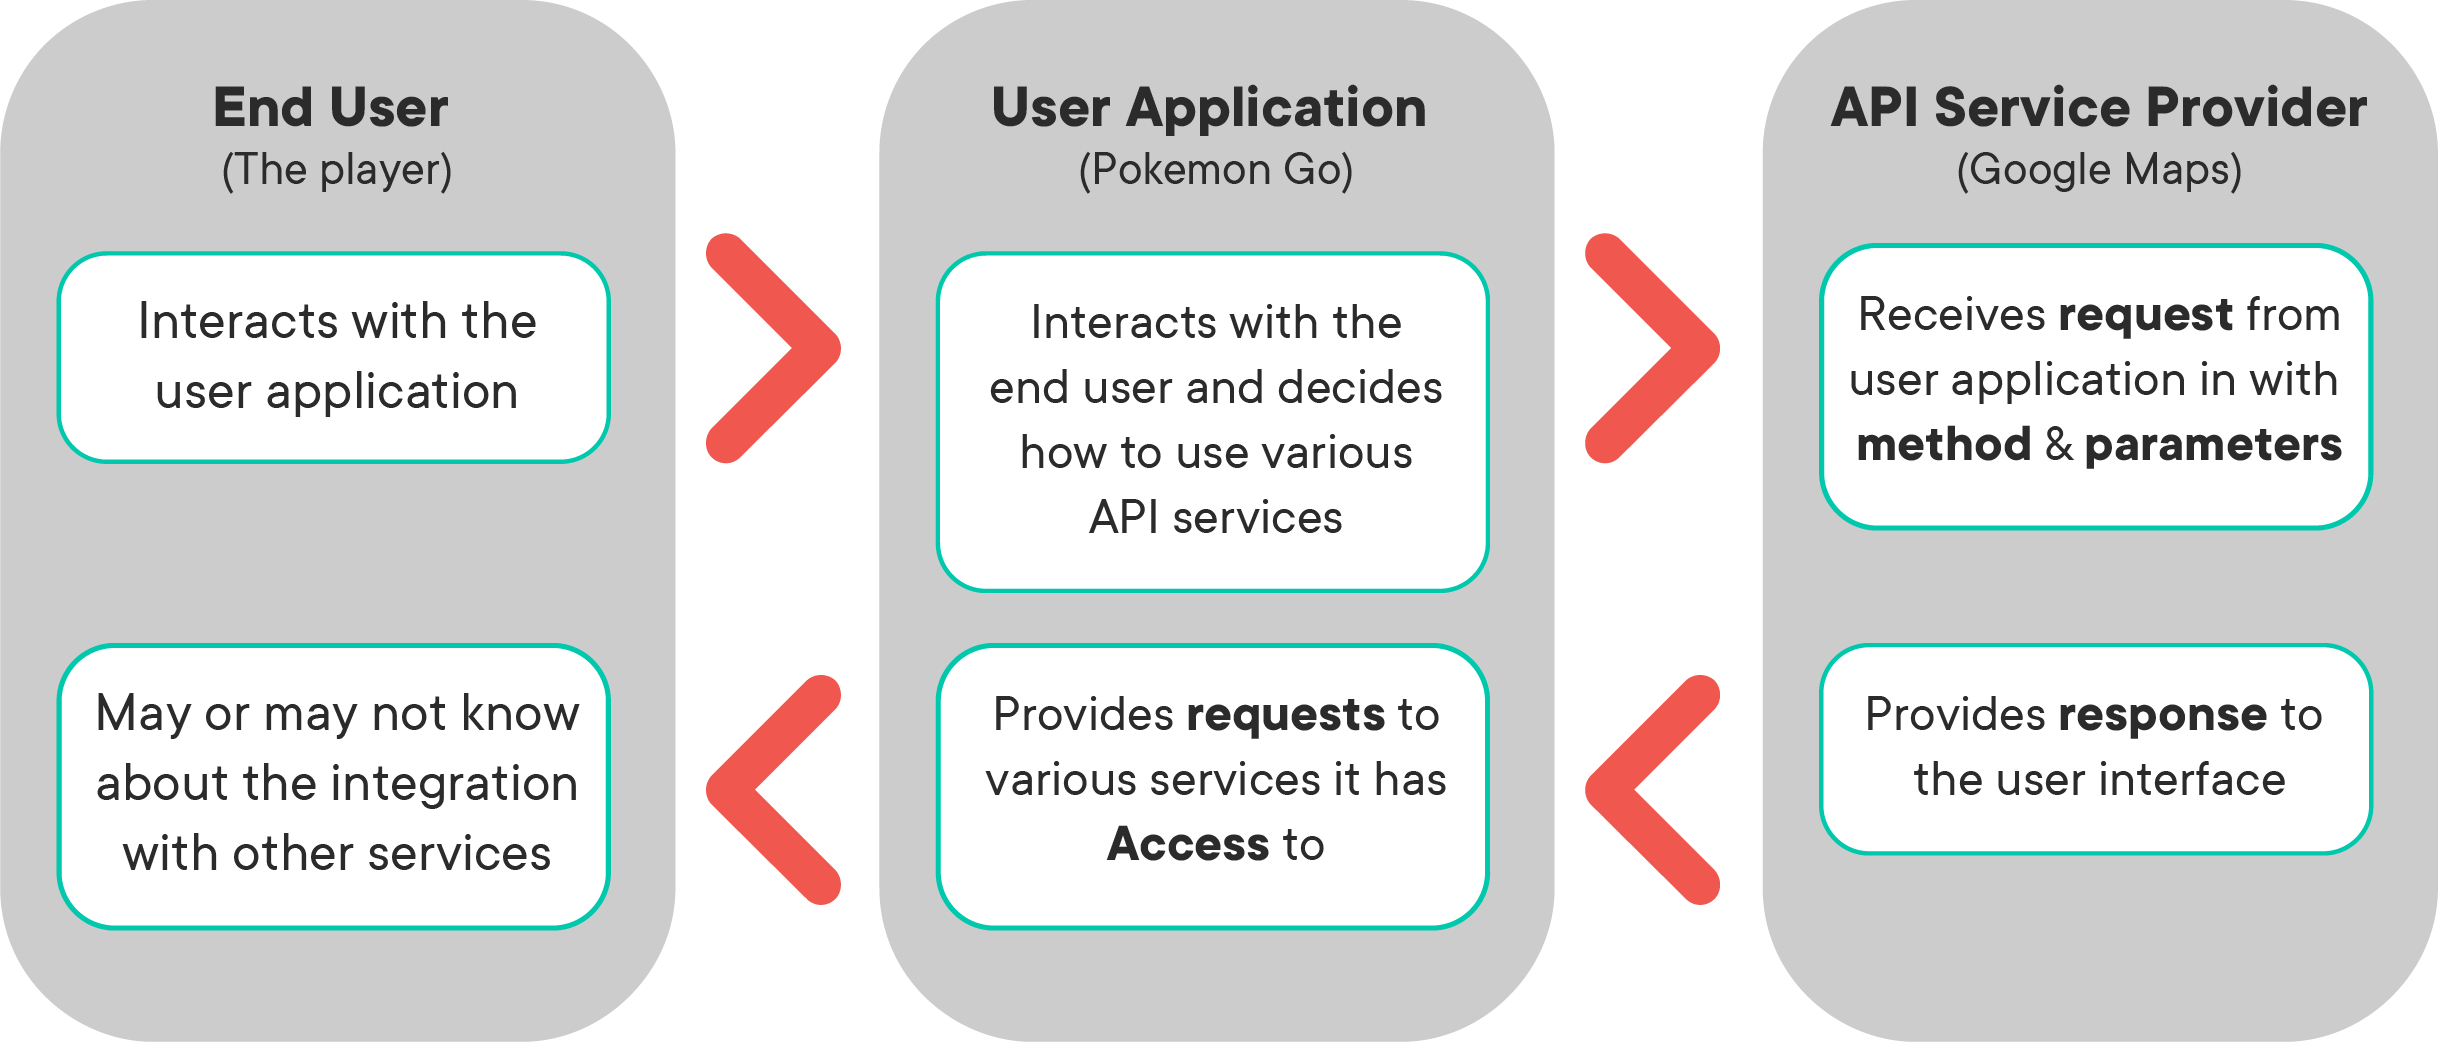 End User
(The player)
Interacts with the
user application
May or may not know
about the integration
with other services
User Application
(Pokemon Go)
Interacts with the
end user and decides
how to use various
API services
Provides requests to
various services it has
Access to
API Service Provider
(Google Maps)
Receives request from
user application in with
method & parameters
Provides response to
the user interface